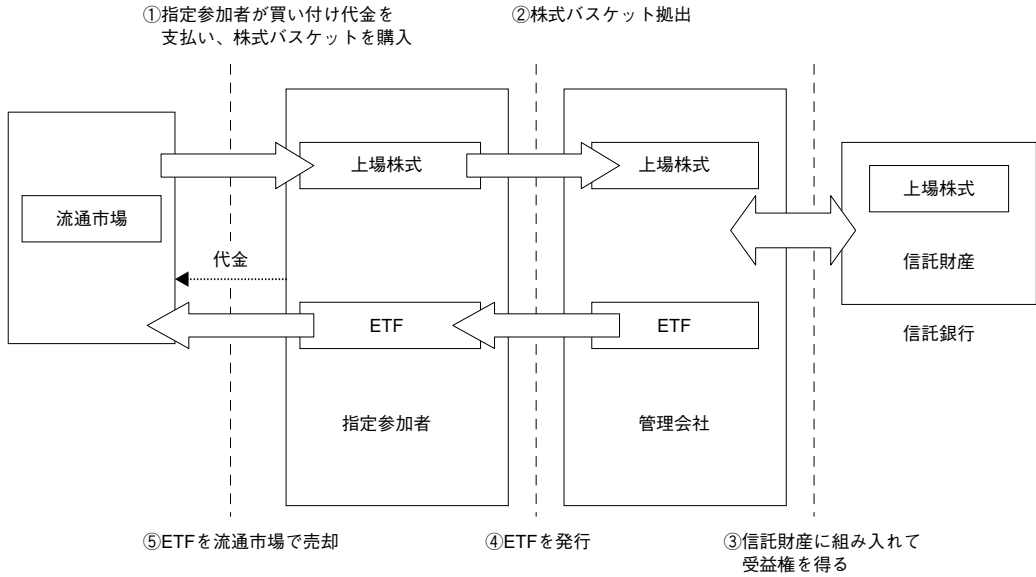 ①指定参加者が買い付け代金を
支払い、株式バスケットを購入
②株式バスケット拠出
上場株式
上場株式
上場株式
流通市場
信託財産
代金
ETF
ETF
信託銀行
指定参加者
管理会社
⑤ETFを流通市場で売却
④ETFを発行
③信託財産に組み入れて
受益権を得る